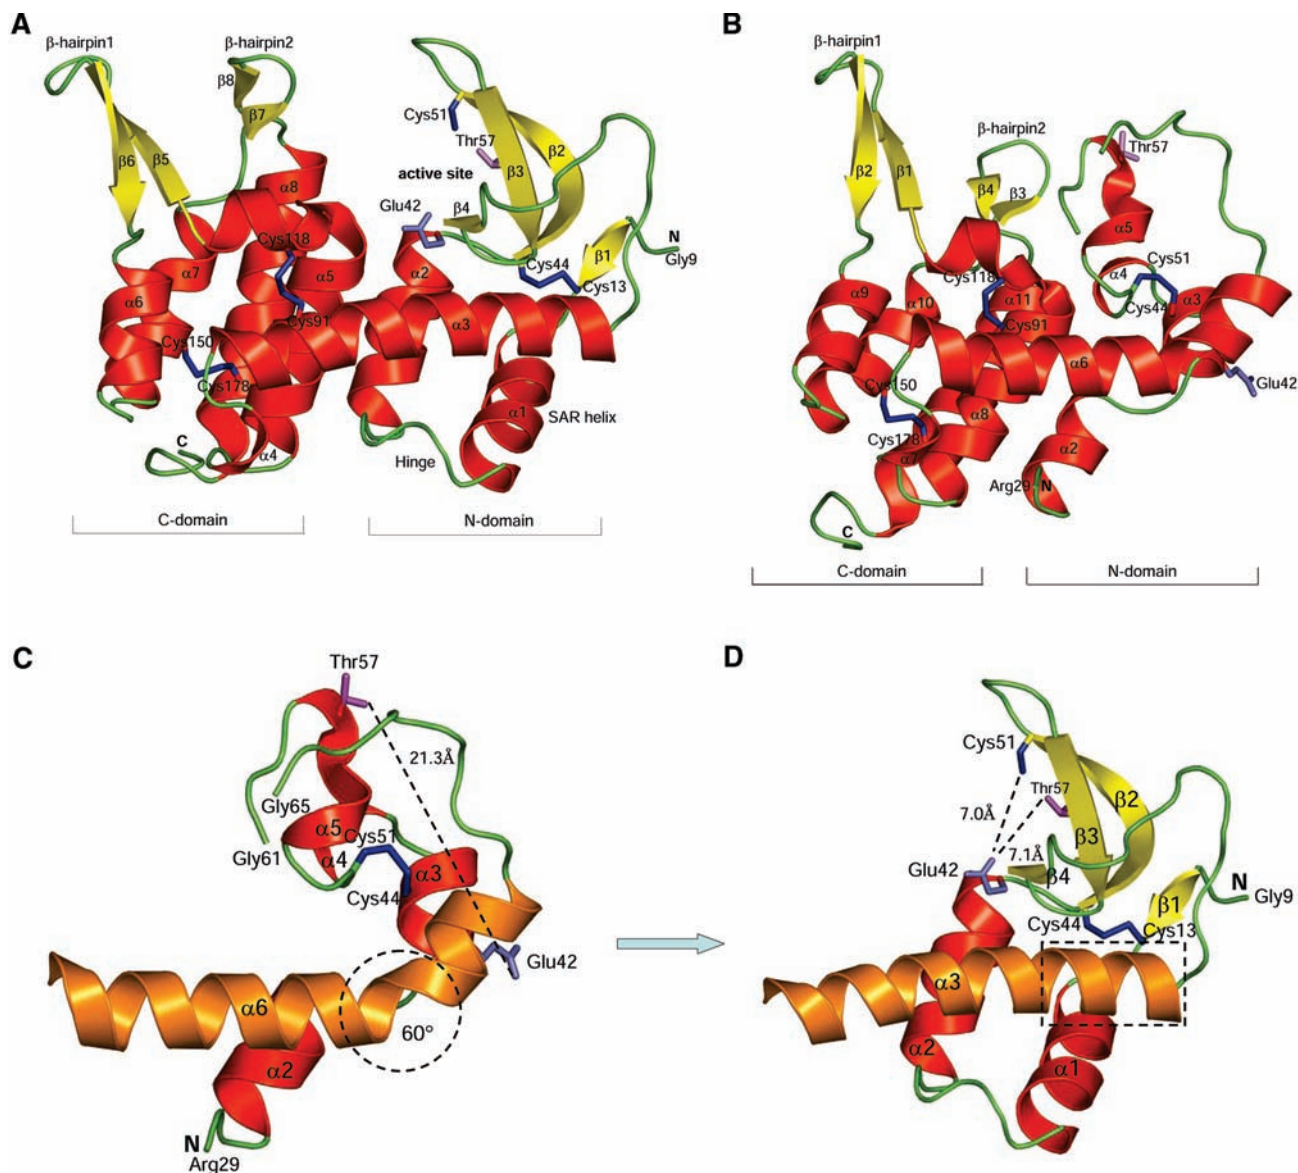 A
β-hairpin1
β-hairpin2
β8
β7
β6
β5
Cys51
Thr57
β2
β3
active site
α8
Glu42
β4
N
Gly9
Cys118
Cys44
β1
α7
α5
α2
Cys13
α6
Cys91
α3
Cys150
Cys178
α1
SAR helix
C
α4
Hinge
C-domain
N-domain
B
β-hairpin1
β-hairpin2
Thr57
β2
β1
β4
β3
α5
Cys51
α4
Cys118
α9
α10
α11
Cys44
α3
Cys91
α6
Cys150
Glu42
α8
Cys178
α2
α7
Arg29
N
C
C-domain
N-domain
C
Thr57
21.3Å
Gly65
α5
Cys51
Gly61
α4
α3
Cys44
Glu42
α6
60°
α2
N
Arg29
D
Cys51
Thr57
β2
7.0Å
β3
7.1Å
Glu42
β4
N
Gly9
β1
Cys44
Cys13
α3
α2
α1